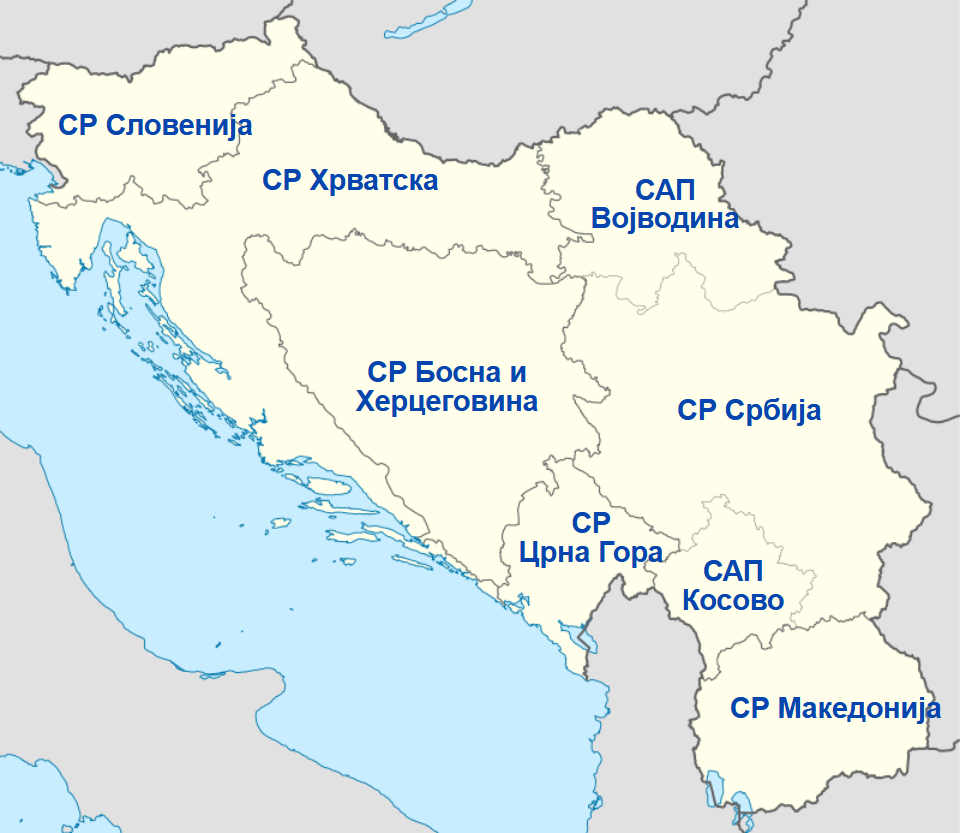 СР Словенија
СР Хрватска
САП
Војводина
СР Босна и
Херцеговина
СР Србија
СР
Црна Гора
САП
Косово
СР Македонија